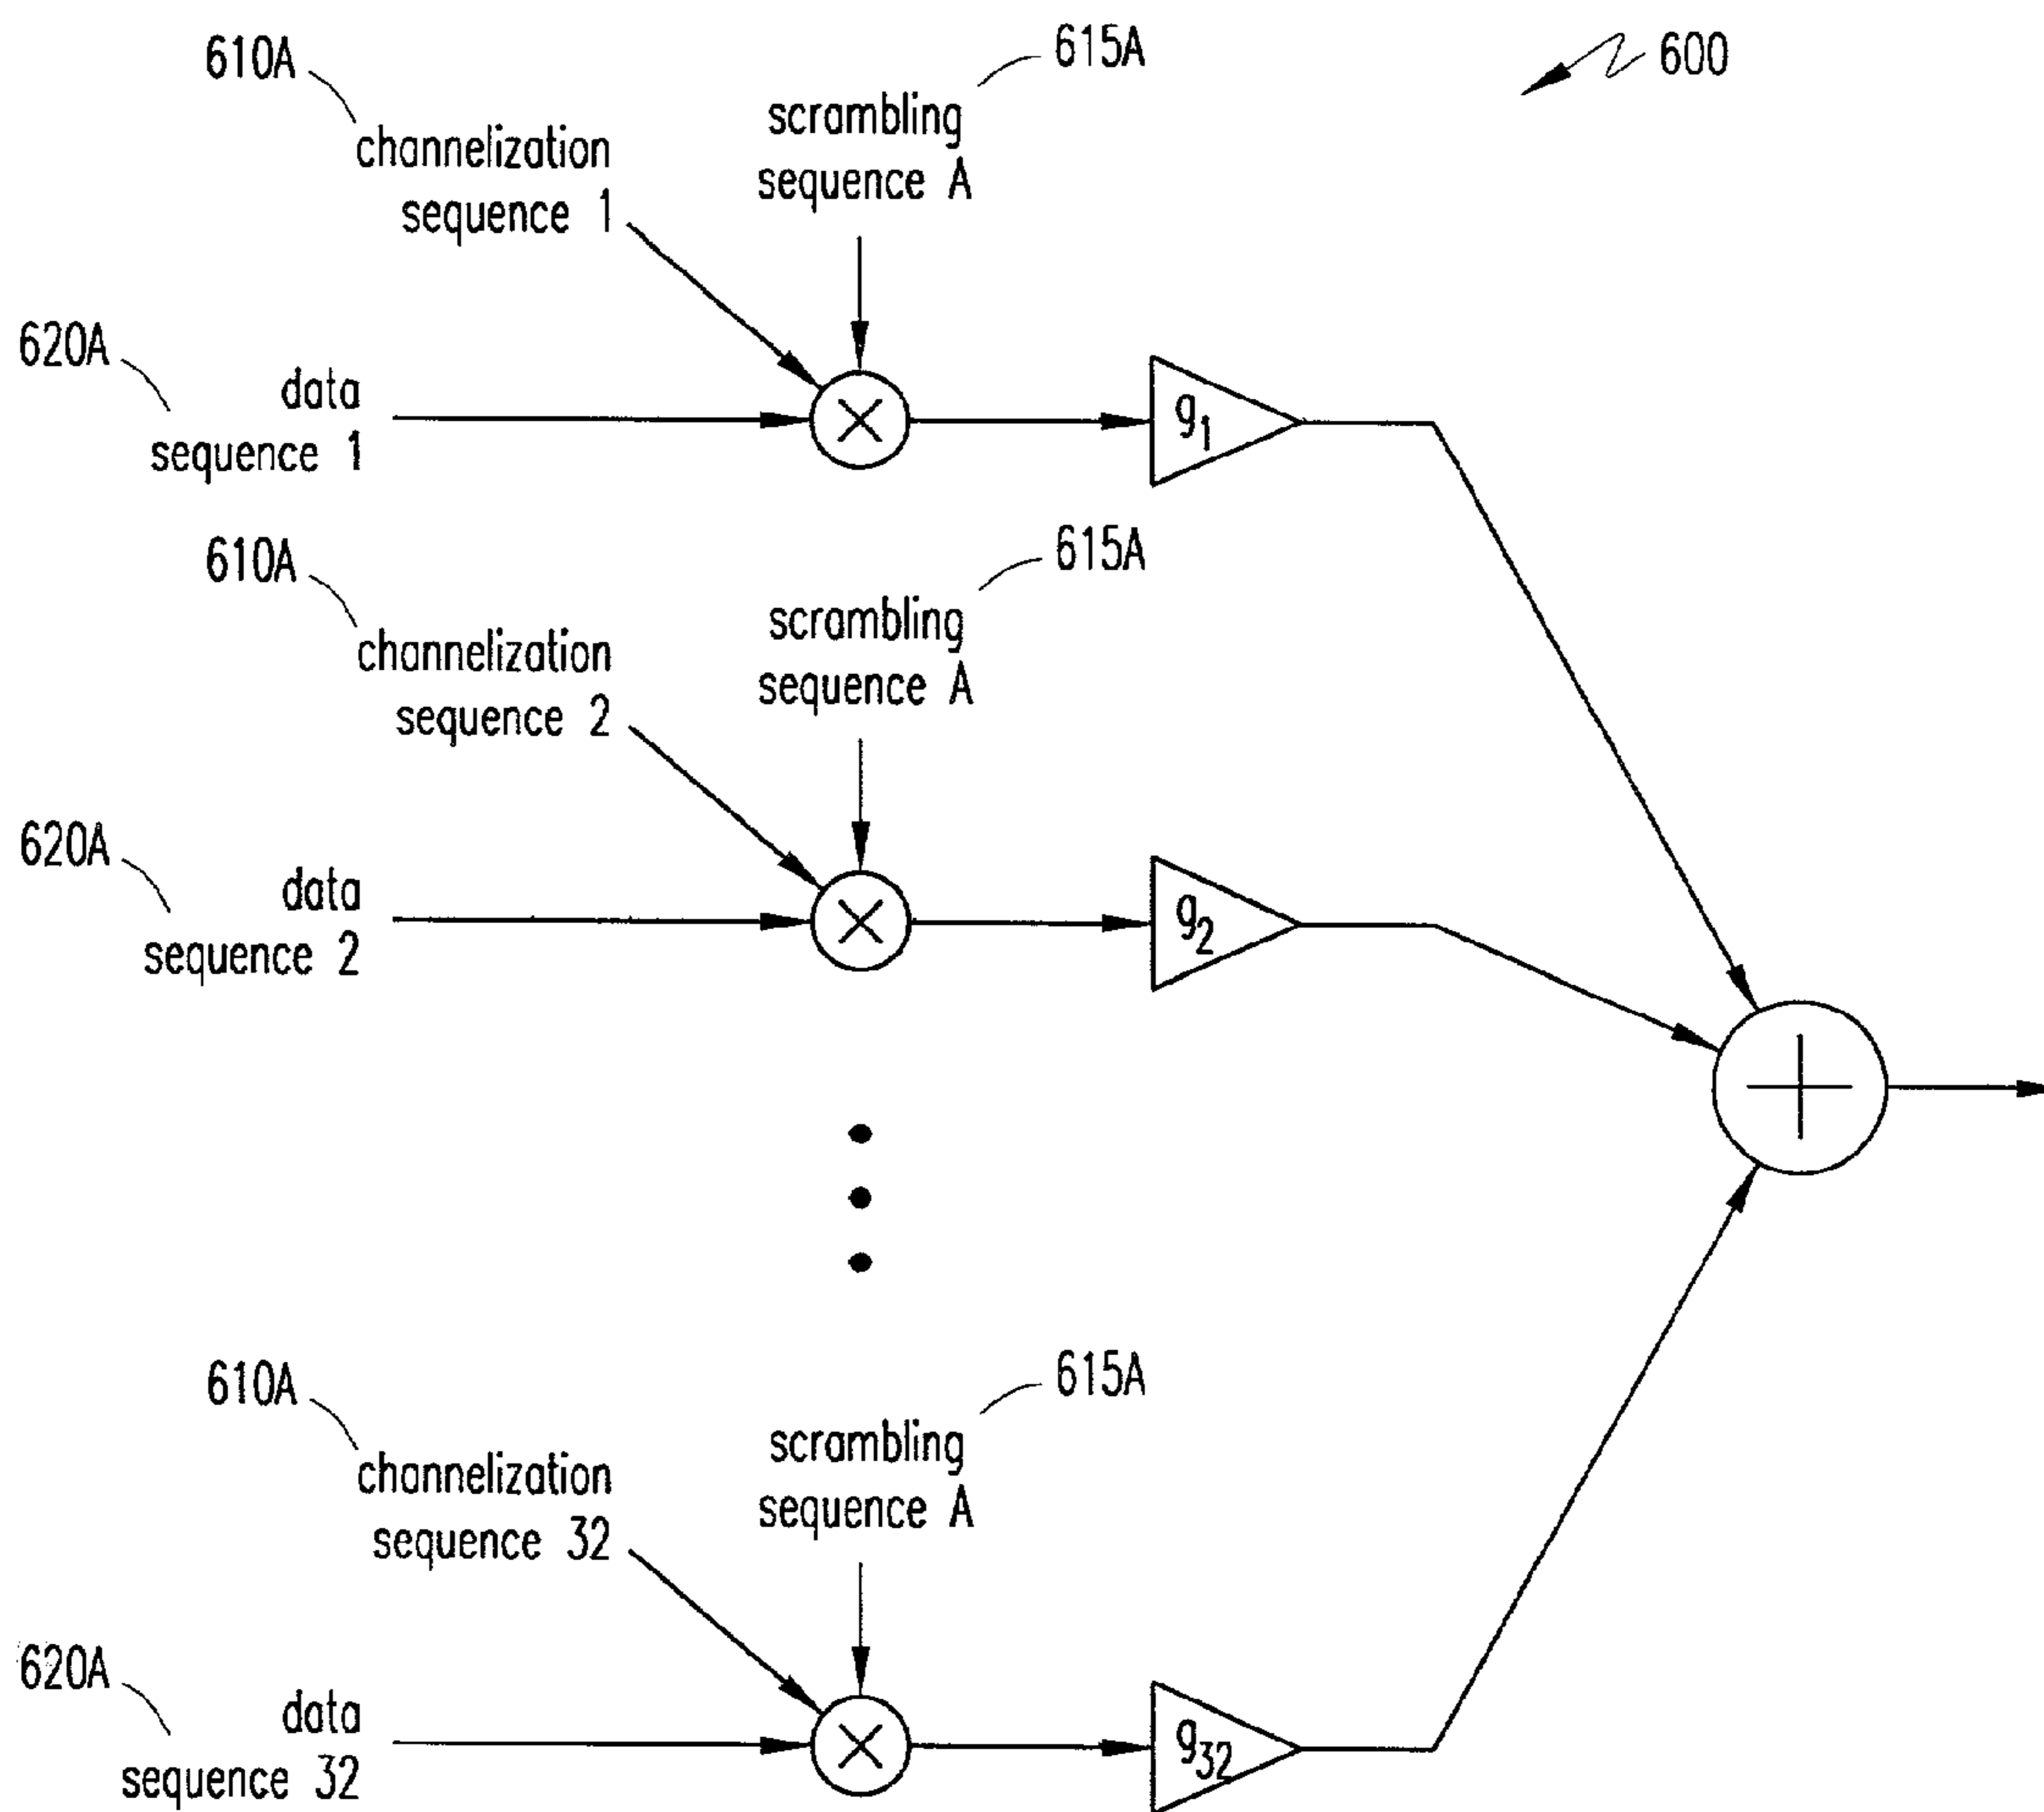 610A
615A
600
channelization
sequence 1
scrambling
sequence A
620A
data
sequence 1
g1
610A
615A
channelization
sequence 2
scrambling
sequence A
620A
data
sequence 2
g2
610A
615A
channelization
sequence 32
scrambling
sequence A
620A
data
sequence 32
g32